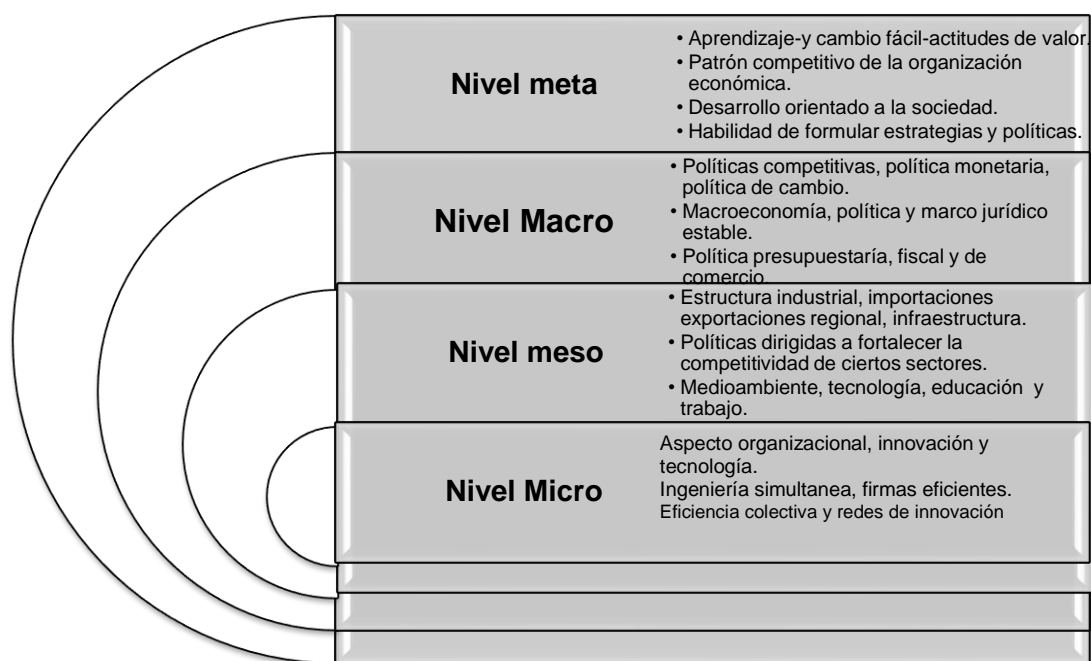 Nivel meta
• Aprendizaje-y cambio fácil-actitudes de valor.
• Patrón competitivo de la organización
económica.
• Desarrollo orientado a la sociedad.
• Habilidad de formular estrategias y políticas.
Nivel Macro
• Políticas competitivas, política monetaria,
política de cambio.
• Macroeconomía, política y marco jurídico
estable.
• Política presupuestaría, fiscal y de
comercio.
Nivel meso
• Estructura industrial, importaciones
exportaciones regional, infraestructura.
• Políticas dirigidas a fortalecer la
competitividad de ciertos sectores.
• Medioambiente, tecnología, educación y
trabajo.
Nivel Micro
Aspecto organizacional, innovación y
tecnología.
Ingeniería simultanea, firmas eficientes.
Eficiencia colectiva y redes de innovación